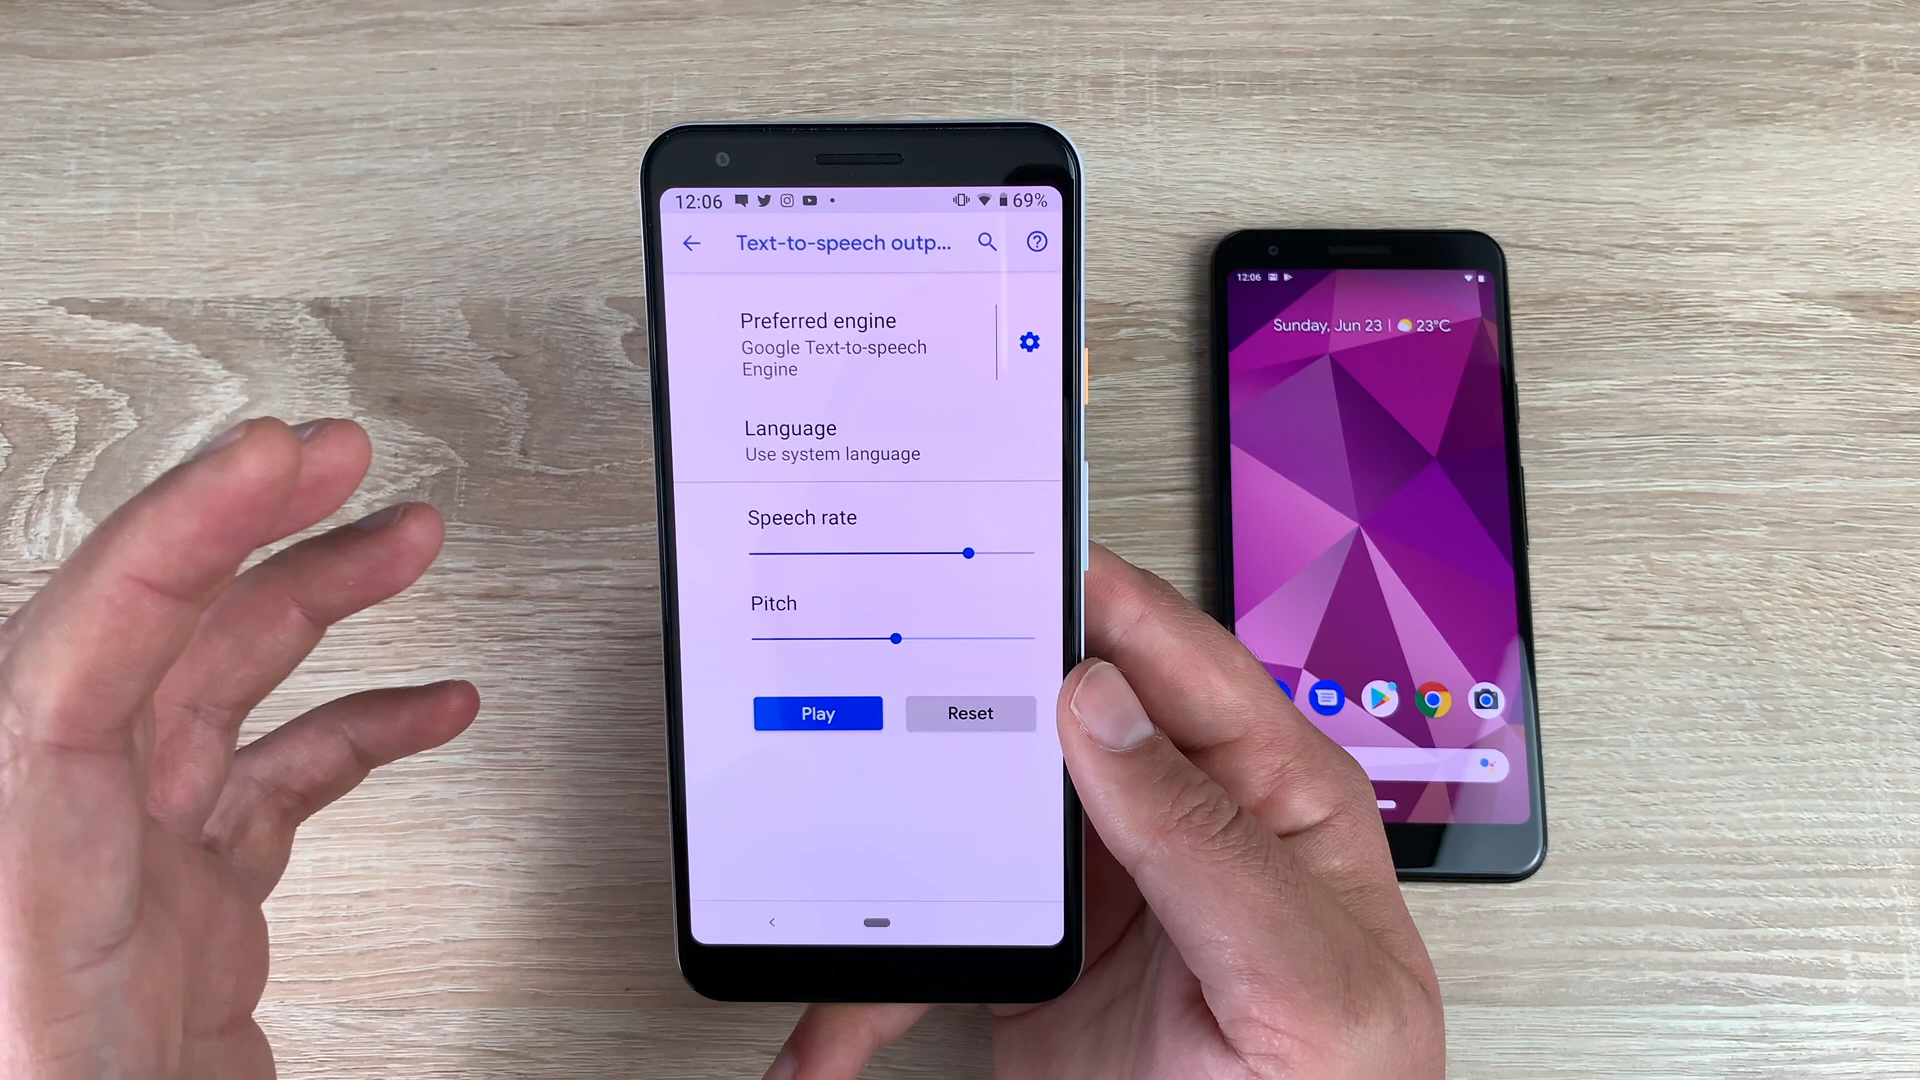 12:06 69%
Text-to-speech outp...
Preferred engine
Google Text-to-speech
Engine
Language
Use system language
Speech rate
Pitch
Play Reset
12:06
Sunday, Jun 23 | 23°C